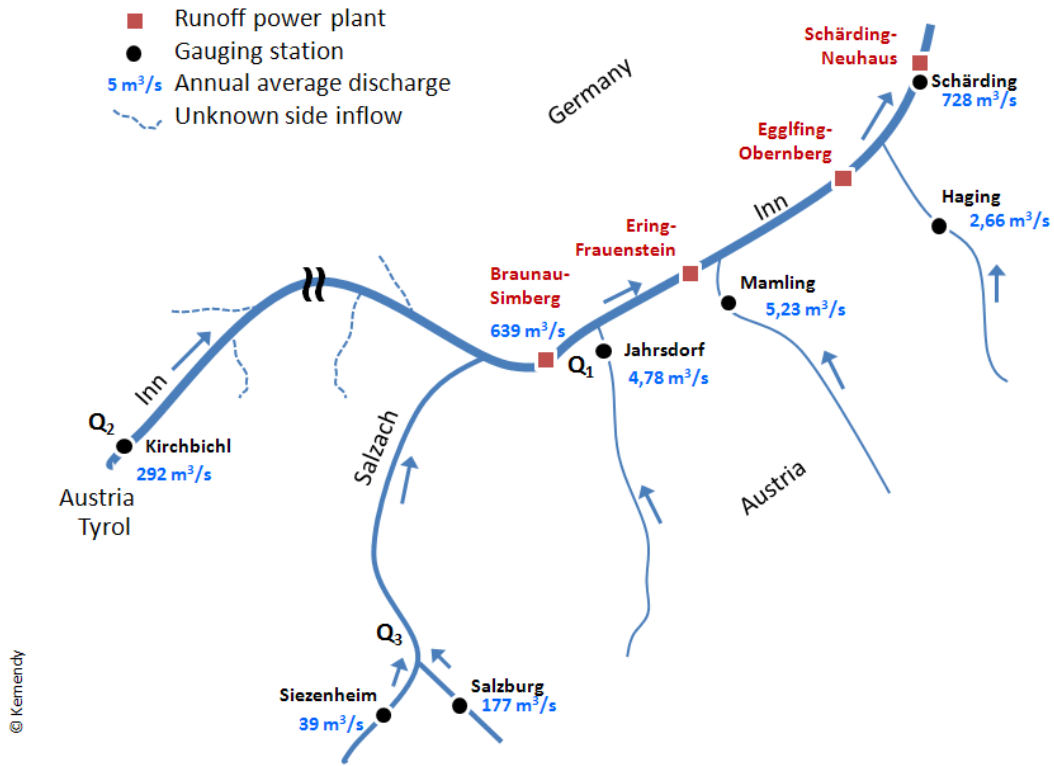 Runoff power plant
Gauging station
5 m³/s Annual average discharge
Unknown side inflow
Germany
Schärding-
Neuhaus
Schärding
728 m³/s
Egglfing-
Obernberg
Haging
2,66 m³/s
Inn
Ering-
Frauenstein
Mamling
5,23 m³/s
Braunau-
Simberg
639 m³/s
Q₁
Jahrsdorf
4,78 m³/s
Inn
Q₂
Kirchbichl
292 m³/s
Austria
Tyrol
Salzach
Austria
Q₃
Siezenheim
39 m³/s
Salzburg
177 m³/s
© Kemendy